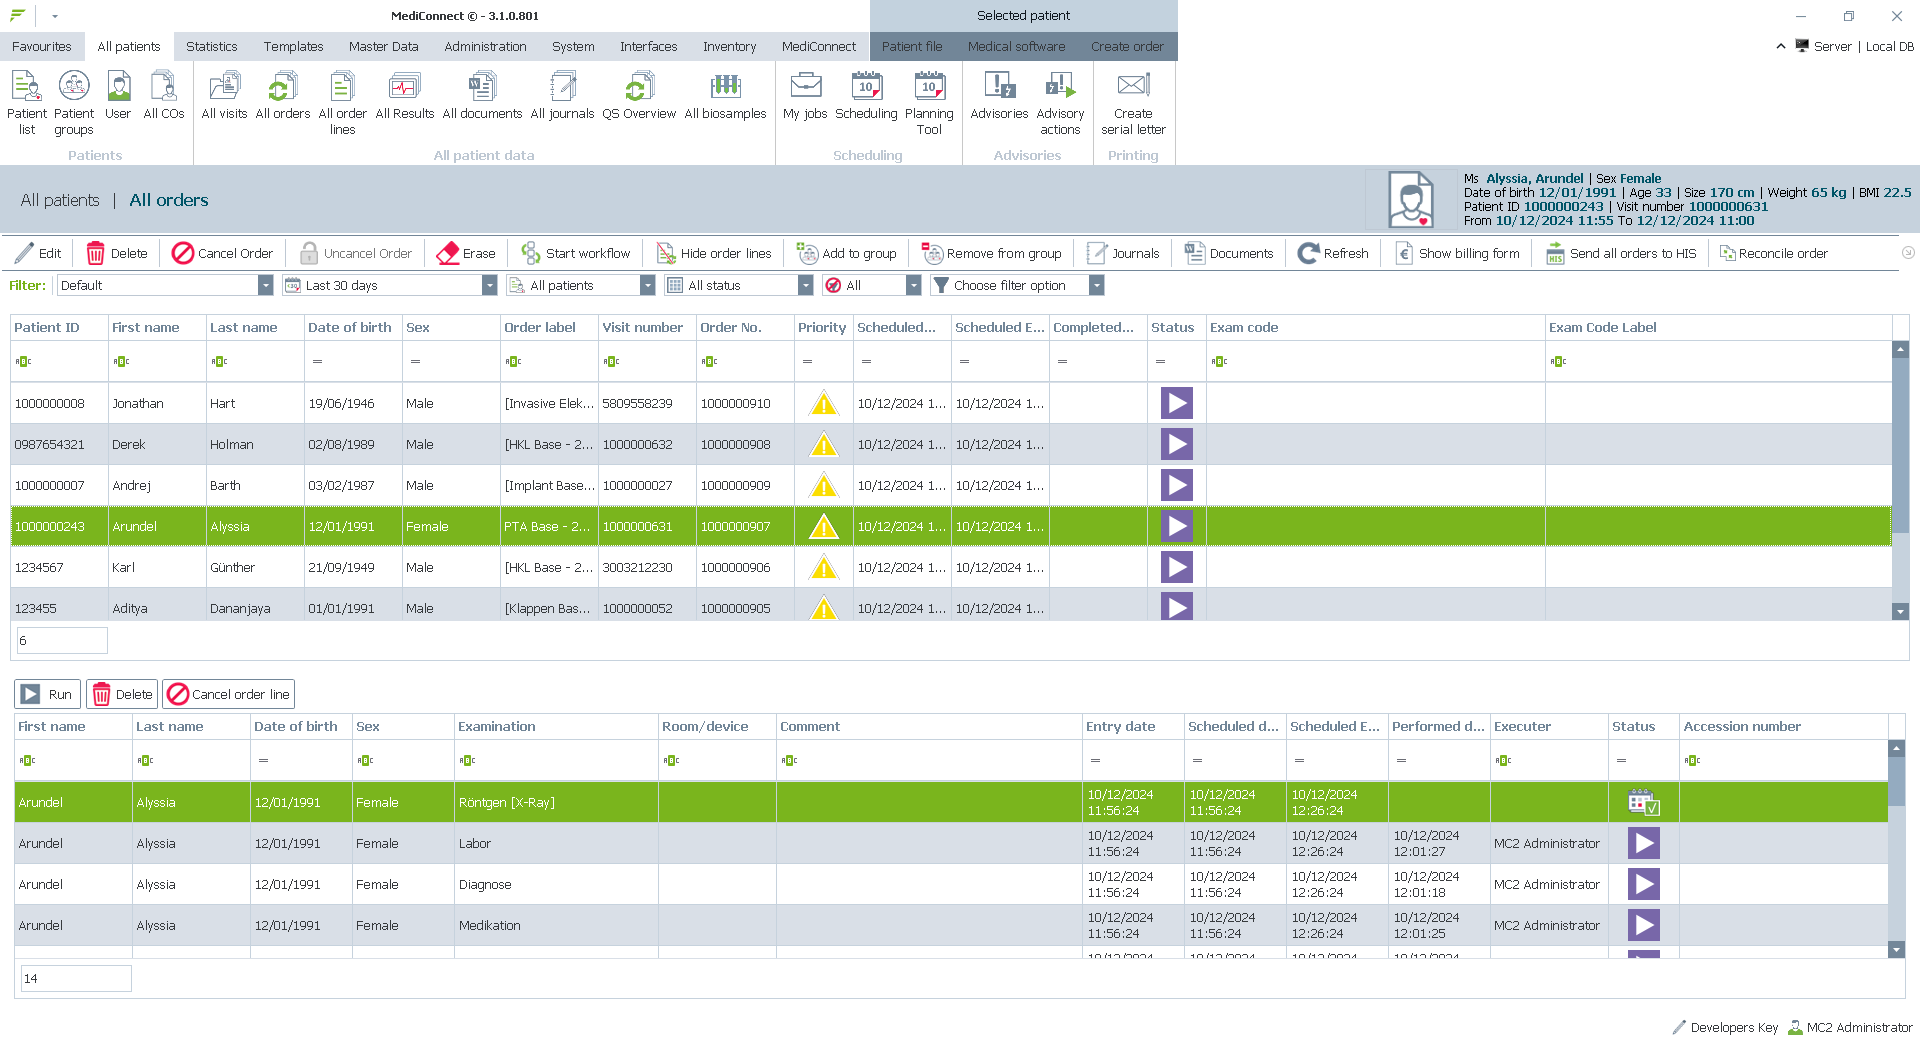 MediConnect © - 3.1.0.801
Selected patient
Favourites All patients Statistics Templates Master Data Administration System Interfaces Inventory MediConnect Patient file Medical software Create order Server | Local DB
Patient list Patient groups User All COs All visits All orders All order lines All Results All documents All journals QS Overview All biosamples My jobs Scheduling Planning Tool Advisories Advisory actions Create serial letter
Patients All patient data Scheduling Advisories Printing
All patients | All orders
Ms Alyssia, Arundel | Sex Female
Date of birth 12/01/1991 | Age 33 | Size 170 cm | Weight 65 kg | BMI 22.5
Patient ID 1000000243 | Visit number 1000000631
From 10/12/2024 11:55 To 12/12/2024 11:00
Edit Delete Cancel Order Uncancel Order Erase Start workflow Hide order lines Add to group Remove from group Journals Documents Refresh Show billing form Send all orders to HIS Reconcile order
Filter: Default Last 30 days All patients All status All Choose filter option
Patient ID First name Last name Date of birth Sex Order label Visit number Order No. Priority Scheduled... Scheduled E... Completed... Status Exam code Exam Code Label
1000000008 Jonathan Hart 19/06/1946 Male [Invasive Elek... 5809558239 1000000910 10/12/2024 1... 10/12/2024 1...
0987654321 Derek Holman 02/08/1989 Male [HKL Base - 2... 1000000632 1000000908 10/12/2024 1... 10/12/2024 1...
1000000007 Andrej Barth 03/02/1987 Male [Implant Base... 1000000027 1000000909 10/12/2024 1... 10/12/2024 1...
1000000243 Arundel Alyssia 12/01/1991 Female PTA Base - 2... 1000000631 1000000907 10/12/2024 1... 10/12/2024 1...
1234567 Karl Günther 21/09/1949 Male [HKL Base - 2... 3003212230 1000000906 10/12/2024 1... 10/12/2024 1...
123455 Aditya Dananjaya 01/01/1991 Male [Klappen Bas... 1000000052 1000000905 10/12/2024 1... 10/12/2024 1...
6
Run Delete Cancel order line
First name Last name Date of birth Sex Examination Room/device Comment Entry date Scheduled d... Scheduled E... Performed d... Executer Status Accession number
Arundel Alyssia 12/01/1991 Female Röntgen [X-Ray] 10/12/2024 11:56:24 10/12/2024 11:56:24 10/12/2024 12:26:24
Arundel Alyssia 12/01/1991 Female Labor 10/12/2024 11:56:24 10/12/2024 11:56:24 10/12/2024 12:26:24 10/12/2024 12:01:27 MC2 Administrator
Arundel Alyssia 12/01/1991 Female Diagnose 10/12/2024 11:56:24 10/12/2024 11:56:24 10/12/2024 12:26:24 10/12/2024 12:01:18 MC2 Administrator
Arundel Alyssia 12/01/1991 Female Medikation 10/12/2024 11:56:24 10/12/2024 11:56:24 10/12/2024 12:26:24 10/12/2024 12:01:25 MC2 Administrator
14
Developers Key MC2 Administrator